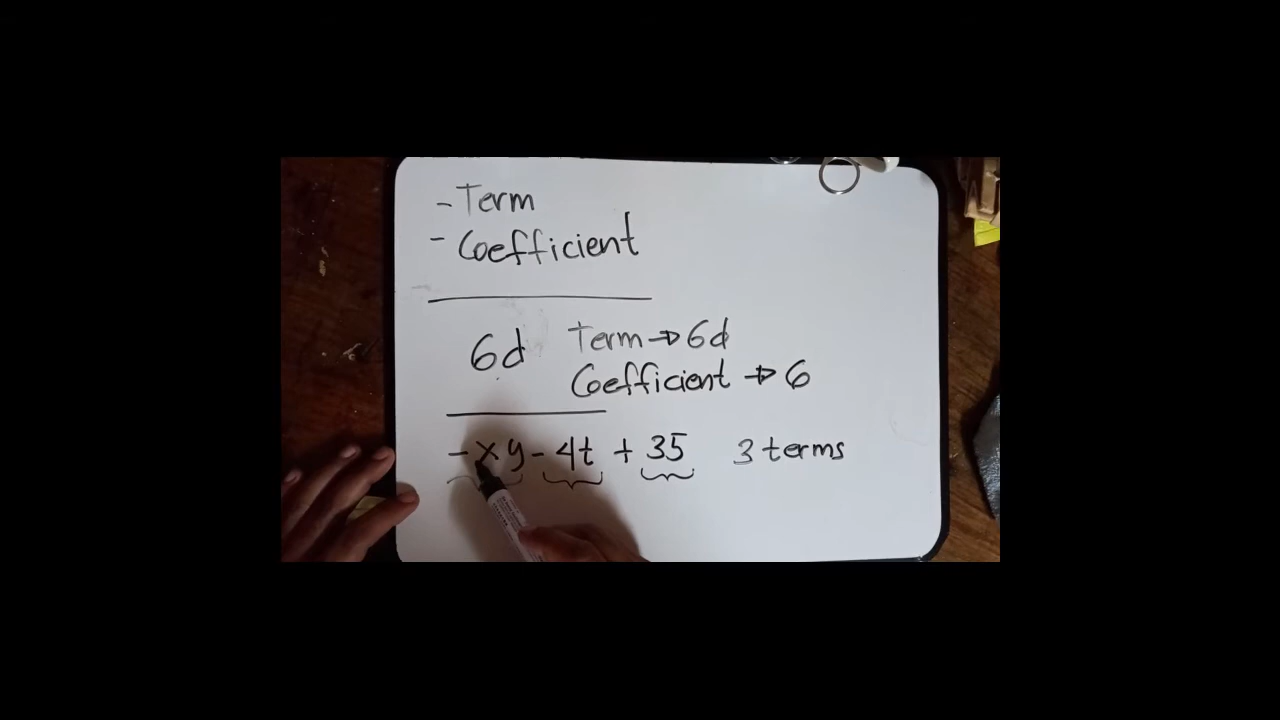 - Term
- Coefficient
6d Term → 6d
Coefficient → 6
- xy - 4t + 35 3 terms